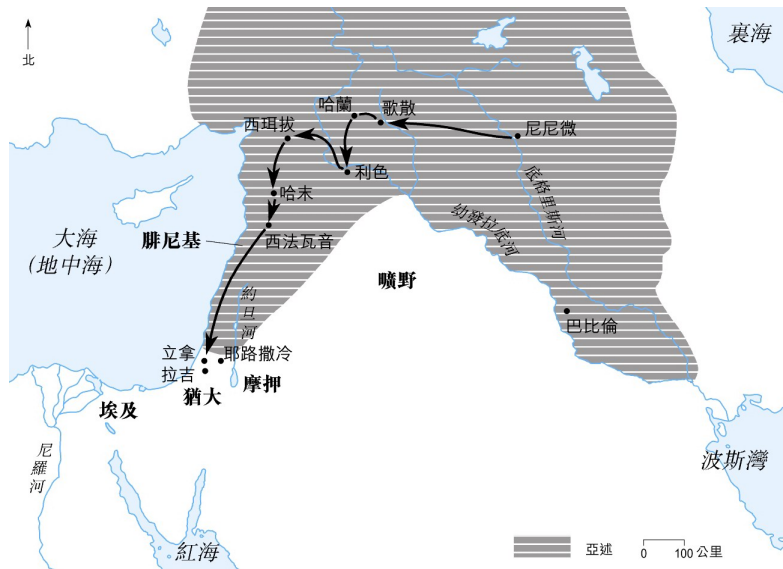 北
裏海
哈蘭
歌散
西珥拔
尼尼微
利色
底格里斯河
哈末
幼發拉底河
大海
(地中海)
腓尼基
西法瓦音
曠野
約旦河
巴比倫
立拿
耶路撒冷
拉吉
猶大
摩押
埃及
尼羅河
波斯灣
紅海
亞述
0 100 公里